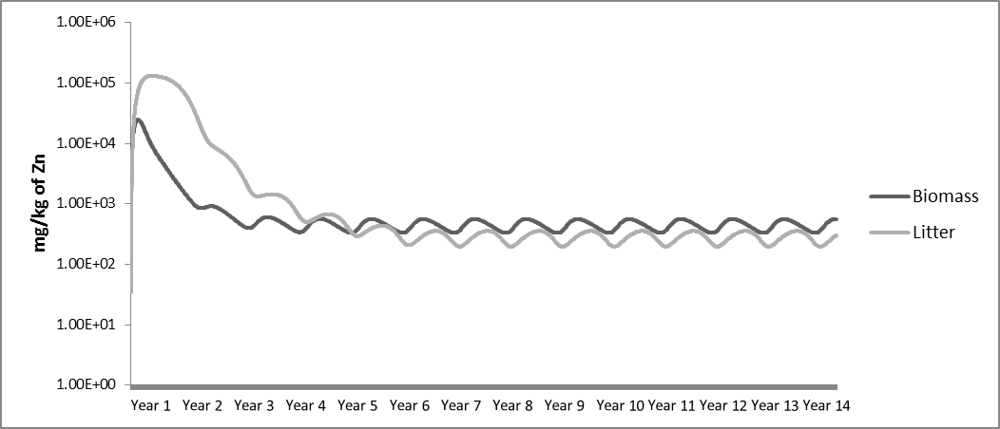 mg/kg of Zn
1.00E+06
1.00E+05
1.00E+04
1.00E+03
1.00E+02
1.00E+01
1.00E+00
Year 1 Year 2 Year 3 Year 4 Year 5 Year 6 Year 7 Year 8 Year 9 Year 10 Year 11 Year 12 Year 13 Year 14
Biomass
Litter